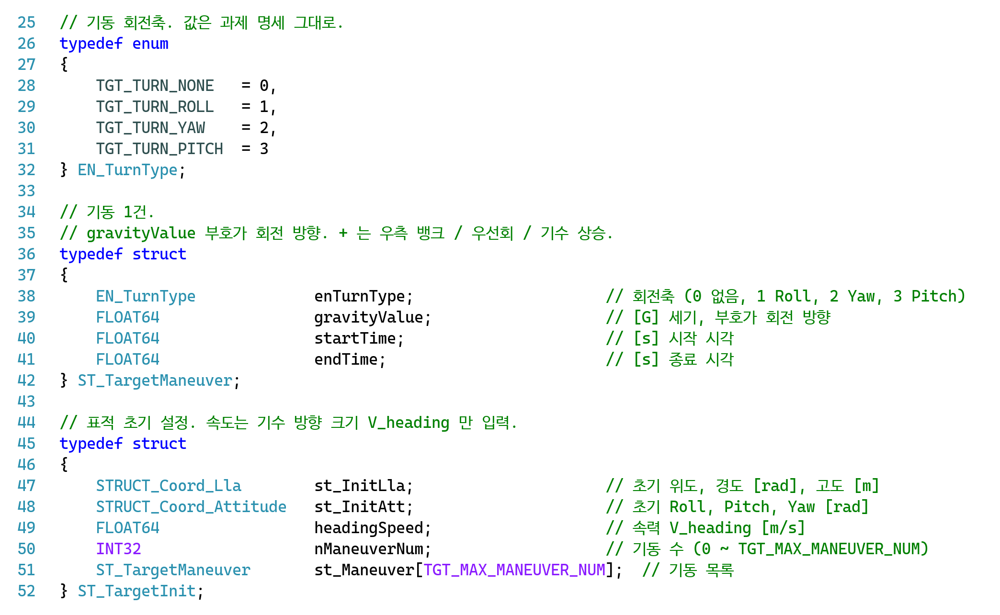 25 // 기동 회전축. 값은 과제 명세 그대로.
26 typedef enum
27 {
28     TGT_TURN_NONE   = 0,
29     TGT_TURN_ROLL   = 1,
30     TGT_TURN_YAW    = 2,
31     TGT_TURN_PITCH  = 3
32 } EN_TurnType;
33
34 // 기동 1건.
35 // gravityValue 부호가 회전 방향. + 는 우측 뱅크 / 우선회 / 기수 상승.
36 typedef struct
37 {
38     EN_TurnType             enTurnType;                     // 회전축 (0 없음, 1 Roll, 2 Yaw, 3 Pitch)
39     FLOAT64                 gravityValue;                   // [G] 세기, 부호가 회전 방향
40     FLOAT64                 startTime;                      // [s] 시작 시각
41     FLOAT64                 endTime;                        // [s] 종료 시각
42 } ST_TargetManeuver;
43
44 // 표적 초기 설정. 속도는 기수 방향 크기 V_heading 만 입력.
45 typedef struct
46 {
47     STRUCT_Coord_Lla        st_InitLla;                     // 초기 위도, 경도 [rad], 고도 [m]
48     STRUCT_Coord_Attitude   st_InitAtt;                     // 초기 Roll, Pitch, Yaw [rad]
49     FLOAT64                 headingSpeed;                   // 속력 V_heading [m/s]
50     INT32                   nManeuverNum;                   // 기동 수 (0 ~ TGT_MAX_MANEUVER_NUM)
51     ST_TargetManeuver       st_Maneuver[TGT_MAX_MANEUVER_NUM];  // 기동 목록
52 } ST_TargetInit;